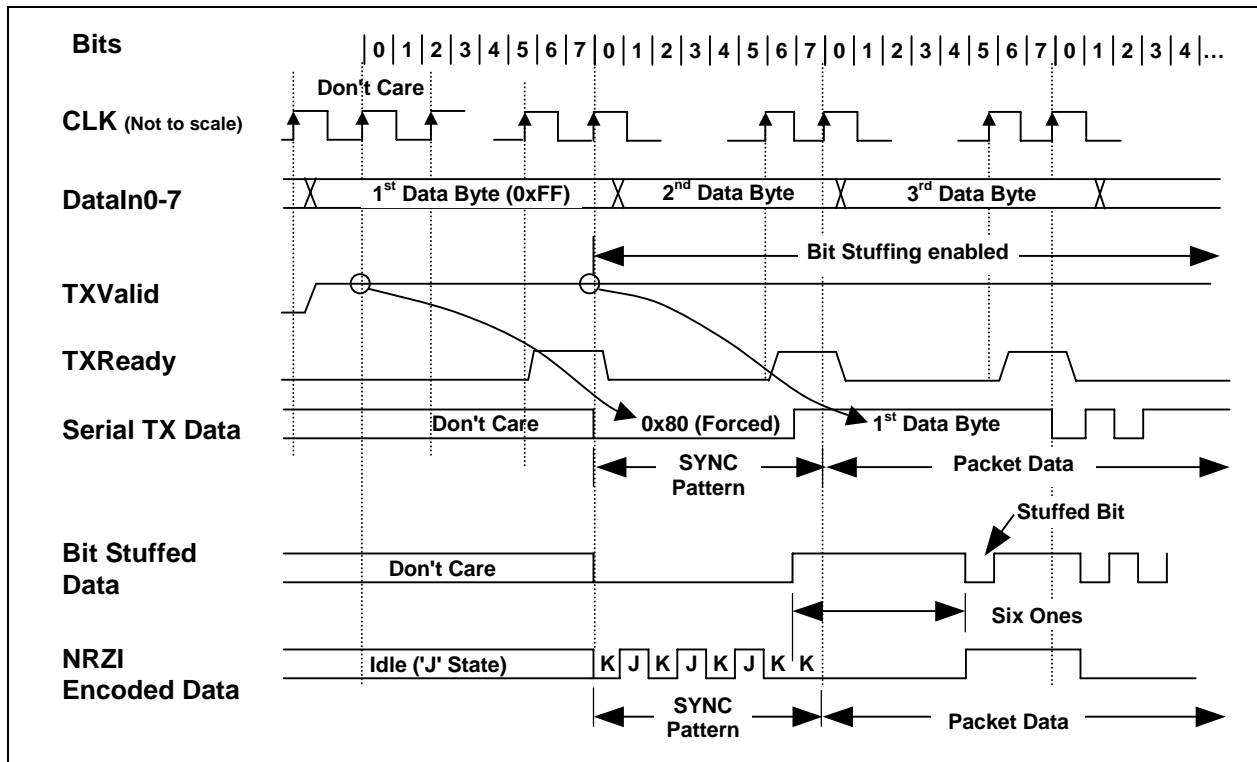 Bits
0 1 2 3 4 5 6 7 0 1 2 3 4 5 6 7 0 1 2 3 4 5 6 7 0 1 2 3 4 ...
Don't Care
CLK (Not to scale)
DataIn0-7
1st Data Byte (0xFF)
2nd Data Byte
3rd Data Byte
Bit Stuffing enabled
TXValid
TXReady
Serial TX Data
Don't Care
0x80 (Forced)
1st Data Byte
SYNC
Pattern
Packet Data
Stuffed Bit
Bit Stuffed
Data
Don't Care
Six Ones
NRZI
Encoded Data
Idle ('J' State)
K J K J K J K K
SYNC
Pattern
Packet Data